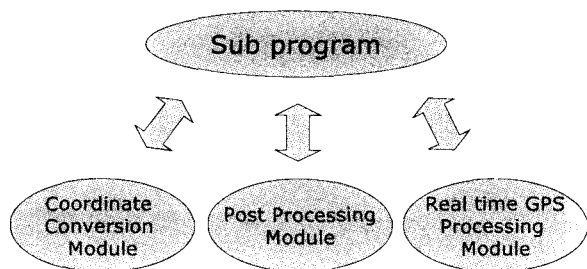 Sub program
Coordinate
Conversion
Module
Post Processing
Module
Real time GPS
Processing
Module